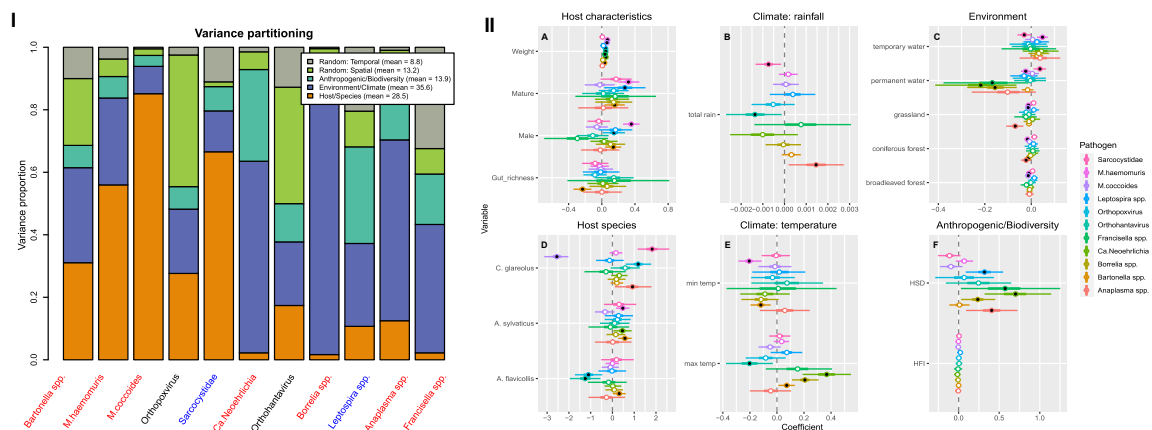 I
Variance partitioning
Variance proportion
0.0
0.2
0.4
0.6
0.8
1.0
Random: Temporal (mean = 8.8)
Random: Spatial (mean = 13.2)
Anthropogenic/Biodiversity (mean = 13.9)
Environment/Climate (mean = 35.6)
Host/Species (mean = 28.5)
Bartonella spp.
M.haemomuris
M.coccoides
Orthopoxvirus
Sarcocystidae
Ca.Neoehrlichia
Orthohantavirus
Borrelia spp.
Leptospira spp.
Anaplasma spp.
Francisella spp.
II
Variable
Host characteristics
A
Weight
Mature
Male
Gut_richness
−0.4 0.0 0.4 0.8
Climate: rainfall
B
total rain
−0.002 −0.001 0.000 0.001 0.002 0.003
Environment
C
temporary water
permanent water
grassland
coniferous forest
broadleaved forest
−0.4 −0.2 0.0
Host species
D
C. glareolus
A. sylvaticus
A. flavicollis
−3 −2 −1 0 1 2
Climate: temperature
E
min temp
max temp
−0.4 −0.2 0.0 0.2 0.4
Coefficient
Anthropogenic/Biodiversity
F
HSD
HFI
0.0 0.5 1.0
Pathogen
Sarcocystidae
M.haemomuris
M.coccoides
Leptospira spp.
Orthopoxvirus
Orthohantavirus
Francisella spp.
Ca.Neoehrlichia
Borrelia spp.
Bartonella spp.
Anaplasma spp.